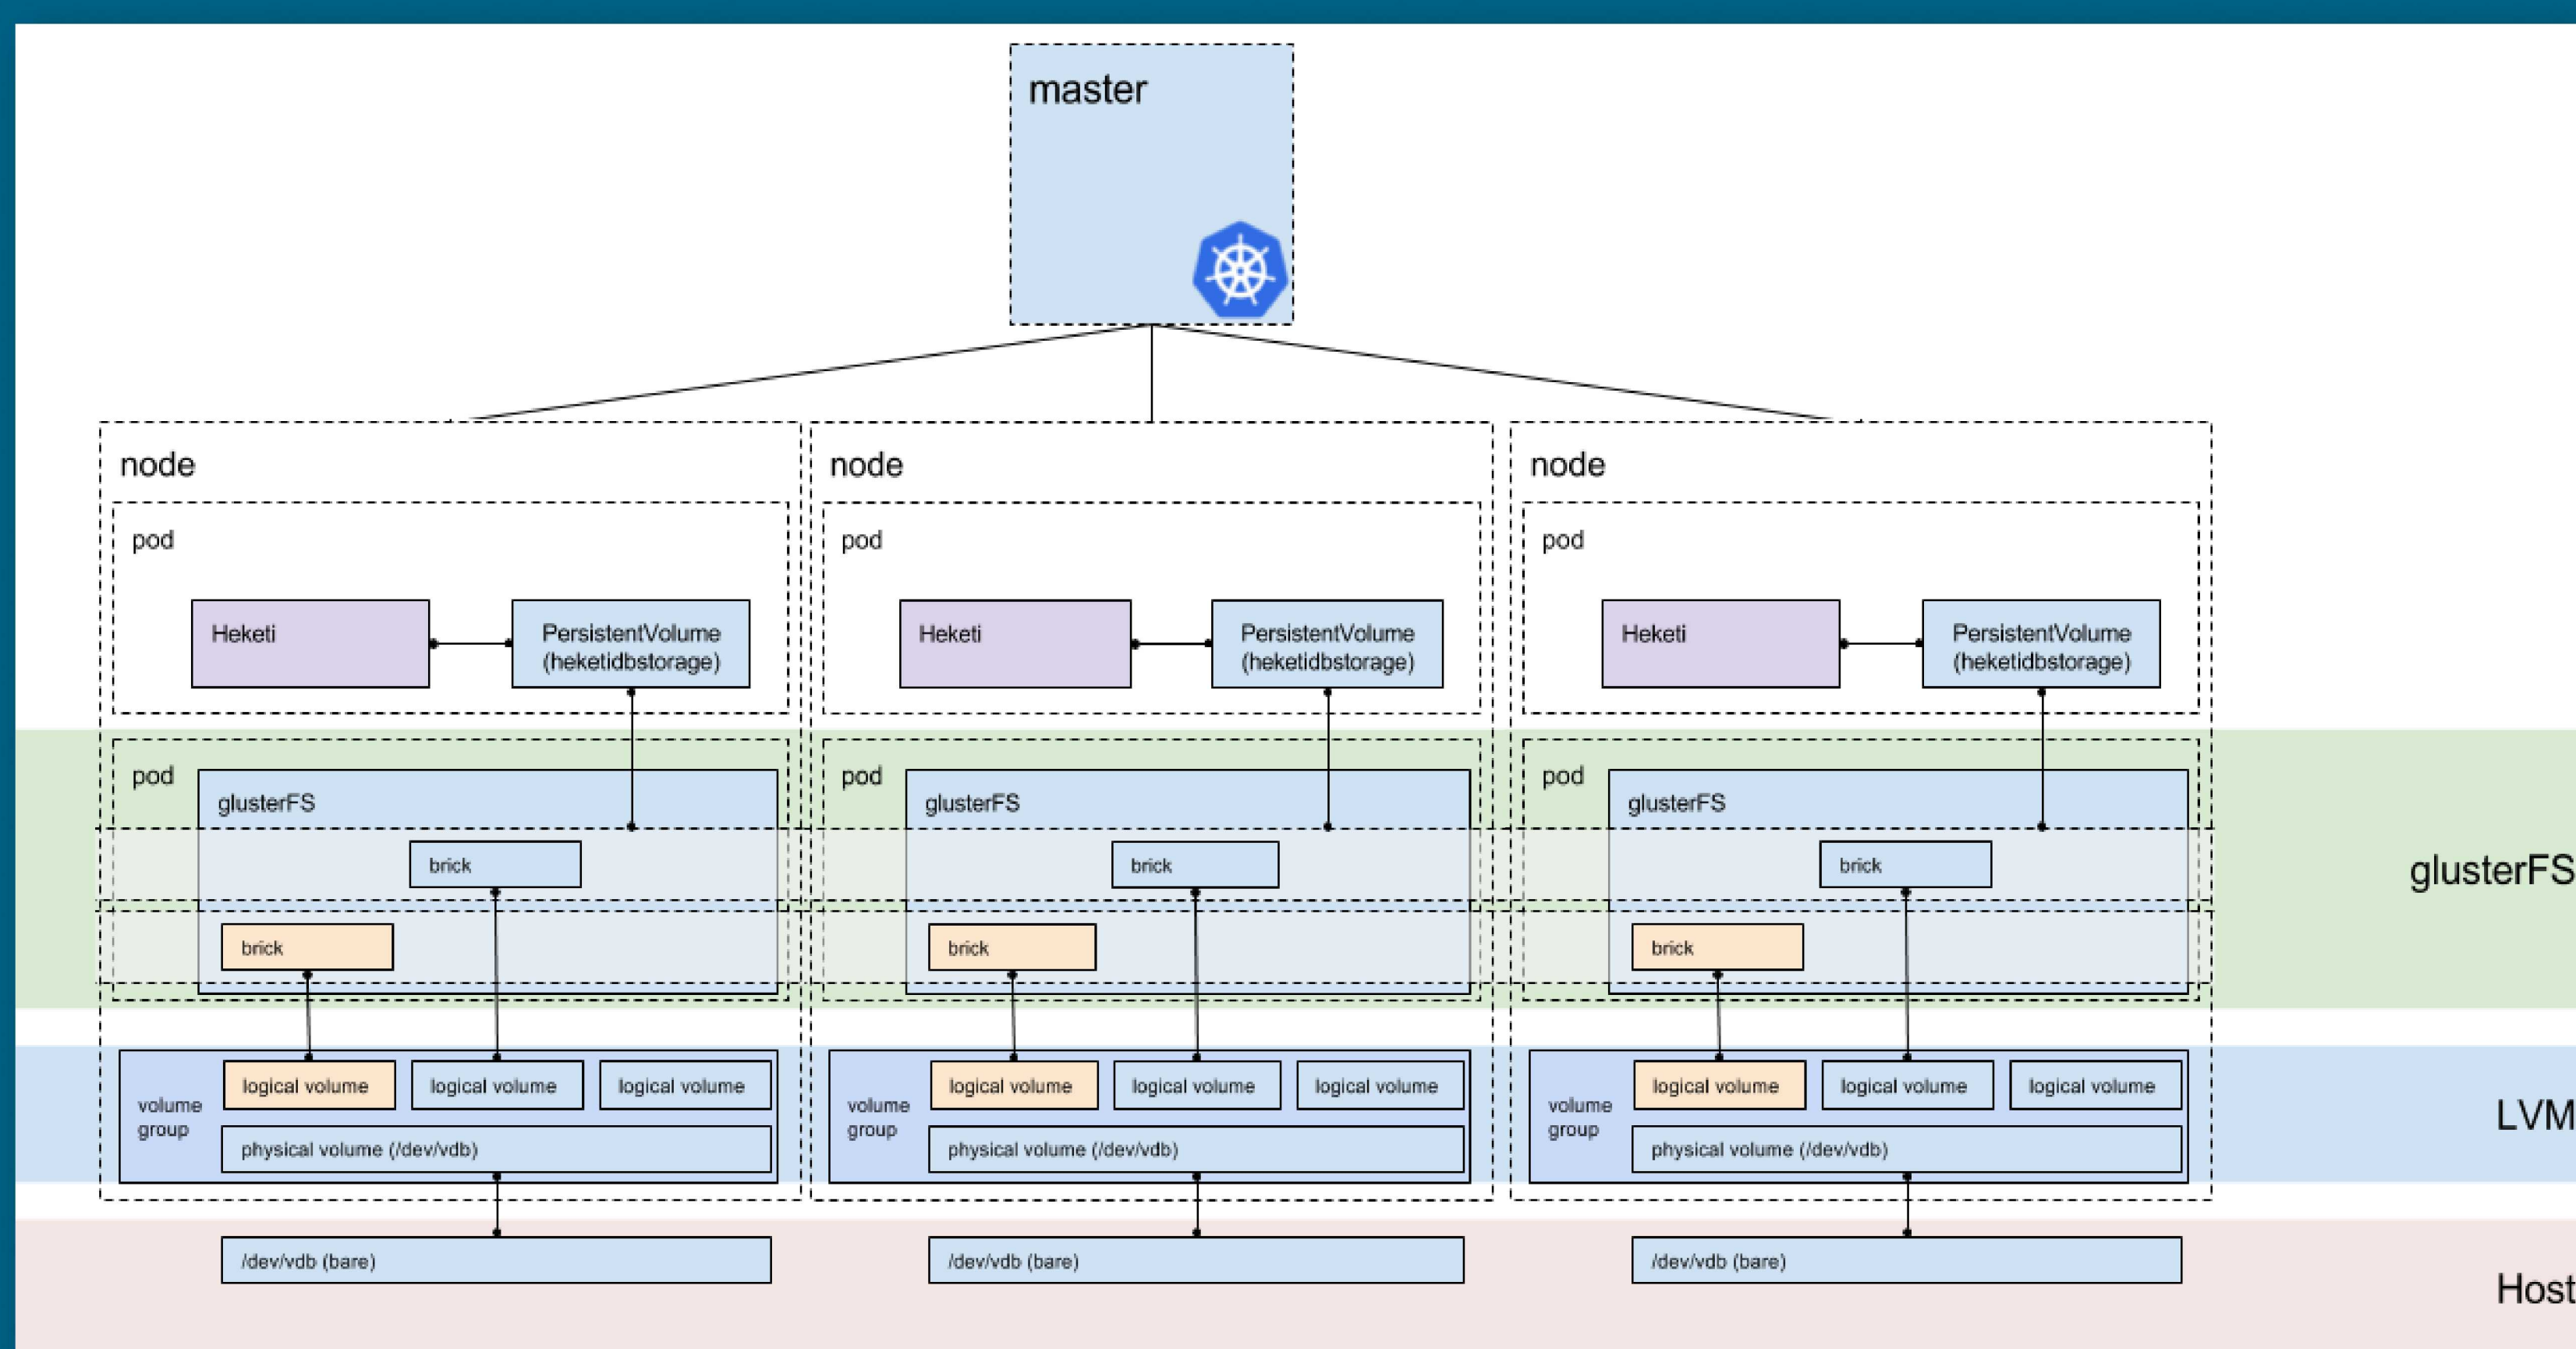 master
node
node
node
pod
pod
pod
Heketi
PersistentVolume
(heketidbstorage)
Heketi
PersistentVolume
(heketidbstorage)
Heketi
PersistentVolume
(heketidbstorage)
pod
glusterFS
pod
glusterFS
pod
glusterFS
brick
brick
brick
glusterFS
brick
brick
brick
logical volume
logical volume
logical volume
logical volume
logical volume
logical volume
logical volume
logical volume
logical volume
volume
group
volume
group
volume
group
LVM
physical volume (/dev/vdb)
physical volume (/dev/vdb)
physical volume (/dev/vdb)
/dev/vdb (bare)
/dev/vdb (bare)
/dev/vdb (bare)
Host